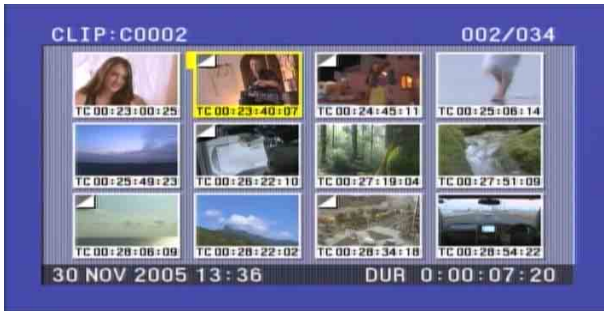 CLIP:C0002 002/034
TC 00:23:00:25 TC 00:23:40:07 TC 00:24:45:11 TC 00:25:06:14
TC 00:25:49:23 TC 00:26:22:10 TC 00:27:19:04 TC 00:27:51:09
TC 00:28:06:09 TC 00:28:22:02 TC 00:28:34:18 TC 00:28:54:22
30 NOV 2005 13:36 DUR 0:00:07:20